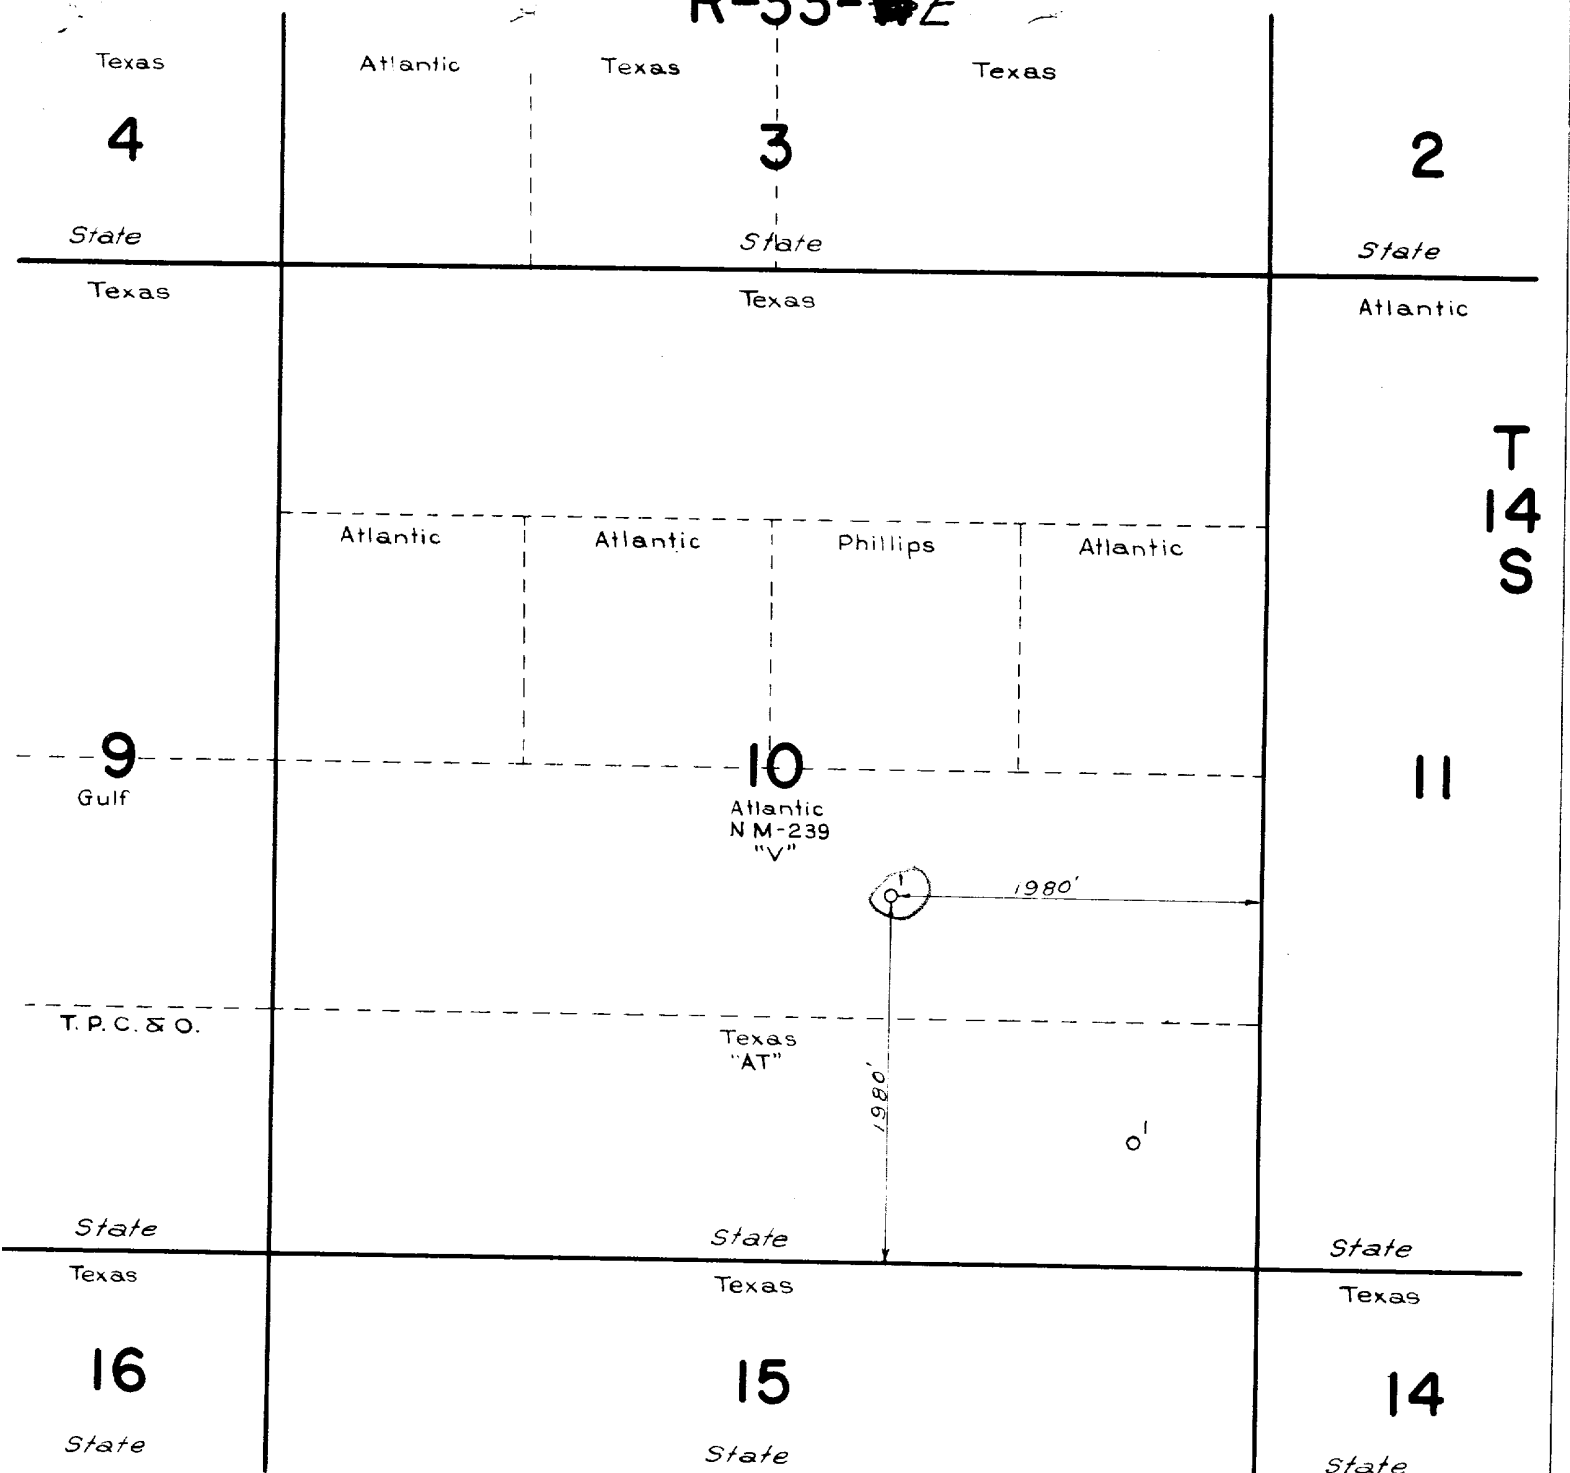 R-33-E
Texas
Atlantic
Texas
Texas
4
3
2
State
State
State
Texas
Texas
Atlantic
T
14
S
Atlantic
Atlantic
Phillips
Atlantic
9
10
11
Gulf
Atlantic
NM-239
"V"
1
1980'
T. P. C. & O.
Texas
"AT"
1980'
1
State
State
State
Texas
Texas
Texas
16
15
14
State
State
State